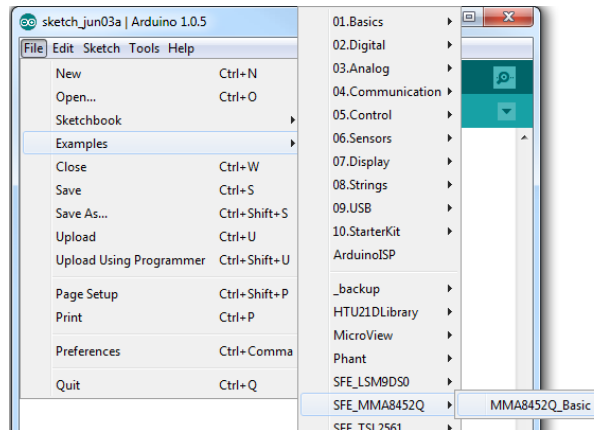 sketch_jun03a | Arduino 1.0.5
File Edit Sketch Tools Help
New Ctrl+N
Open... Ctrl+O
Sketchbook
Examples
Close Ctrl+W
Save Ctrl+S
Save As... Ctrl+Shift+S
Upload Ctrl+U
Upload Using Programmer Ctrl+Shift+U
Page Setup Ctrl+Shift+P
Print Ctrl+P
Preferences Ctrl+Comma
Quit Ctrl+Q
01.Basics
02.Digital
03.Analog
04.Communication
05.Control
06.Sensors
07.Display
08.Strings
09.USB
10.StarterKit
ArduinoISP
_backup
HTU21DLibrary
MicroView
Phant
SFE_LSM9DS0
SFE_MMA8452Q
SFE_TSL2561
MMA8452Q_Basic